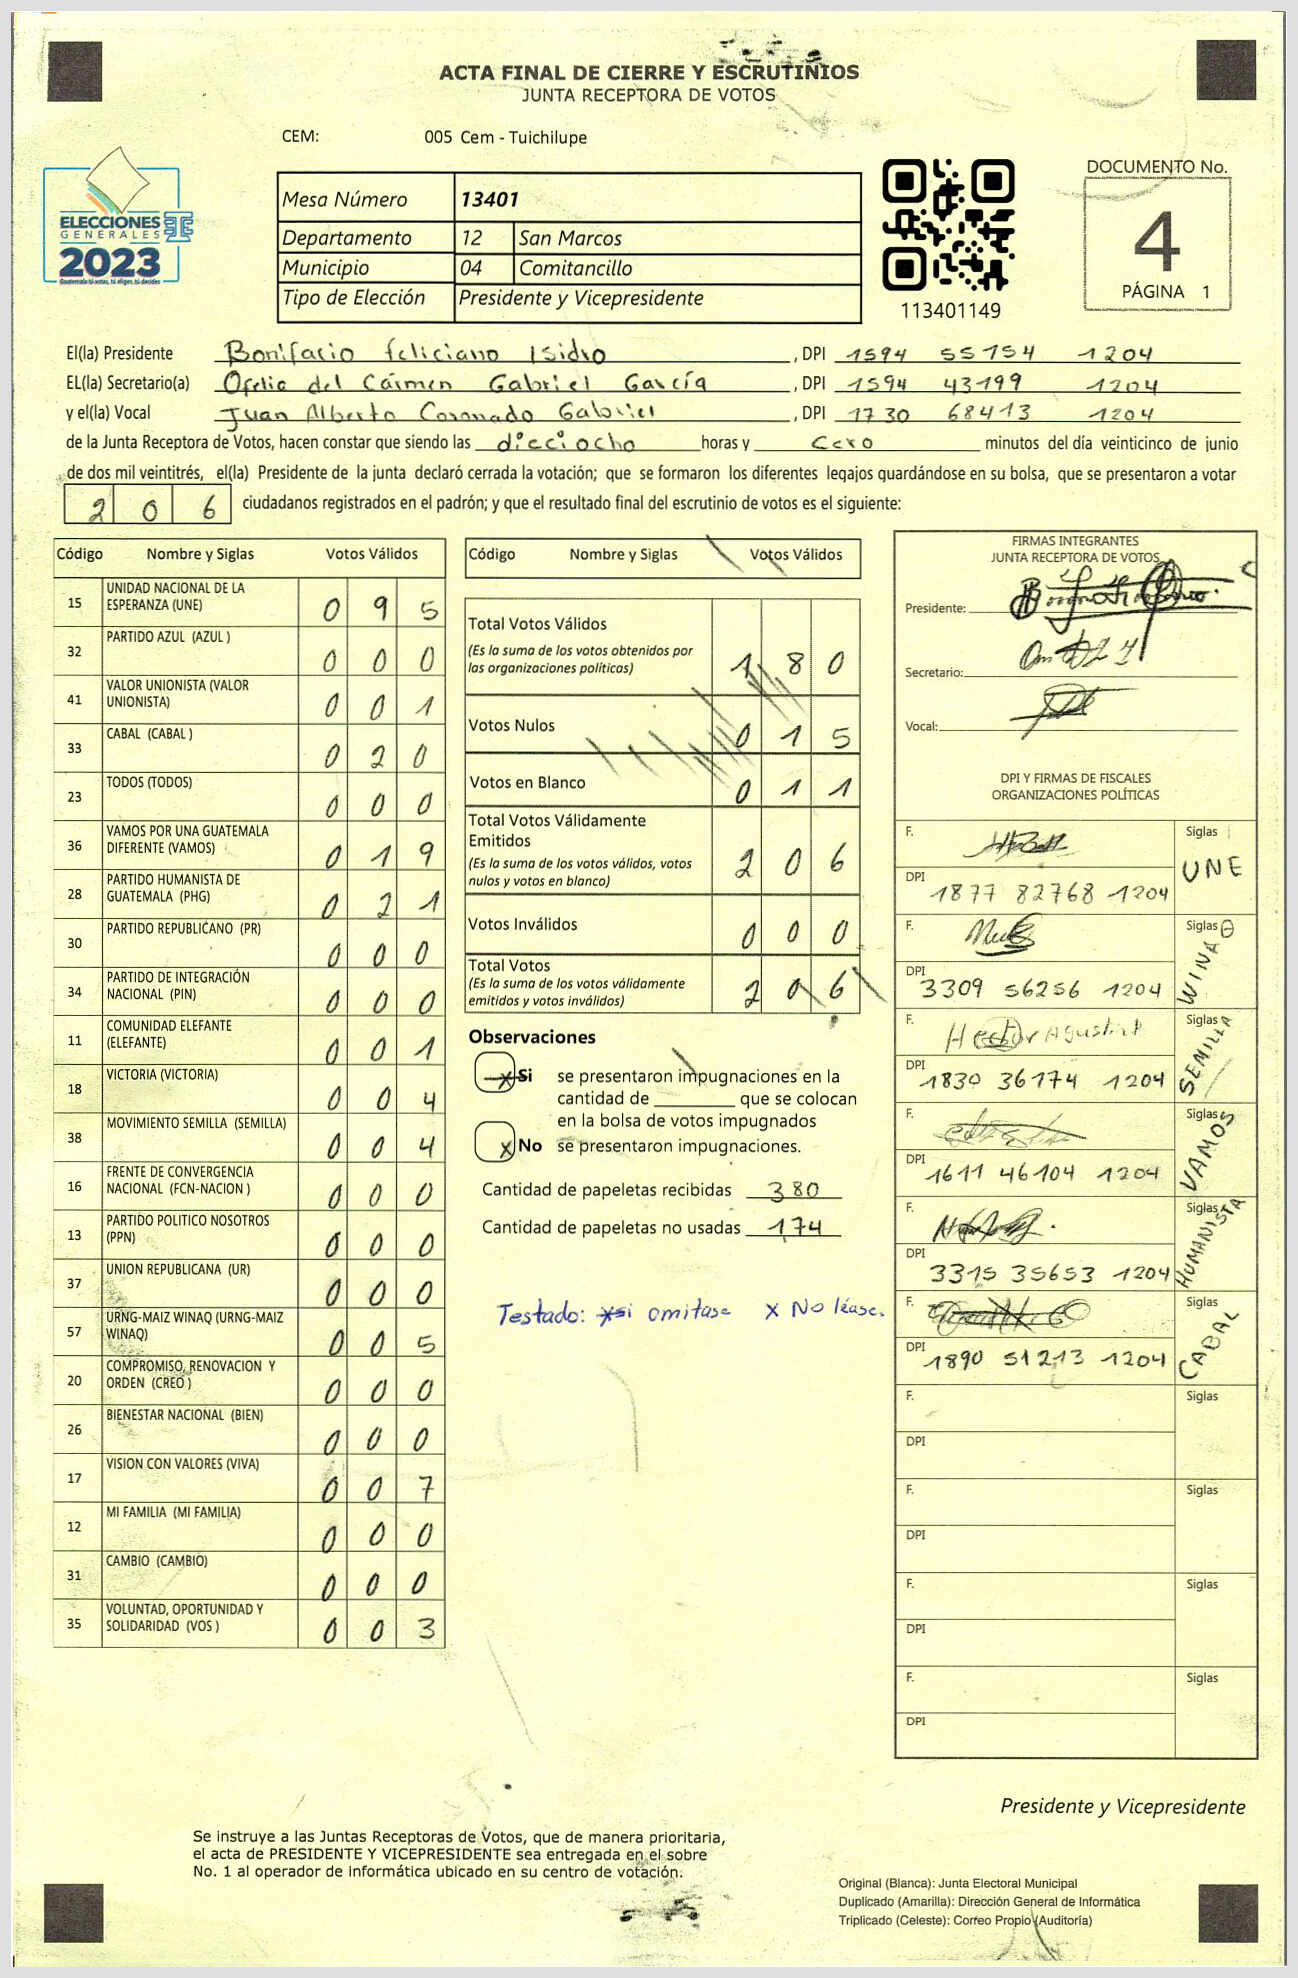 ACTA FINAL DE CIERRE Y ESCRUTINIOS
JUNTA RECEPTORA DE VOTOS
CEM: 005 Cem - Tuichilupe
ELECCIONES
GENERALES
2023
Guatemala tú votas, tú eliges, tú decides
Mesa Número 13401
Departamento 12 San Marcos
Municipio 04 Comitancillo
Tipo de Elección Presidente y Vicepresidente
113401149
DOCUMENTO No.
4
PÁGINA 1
El(la) Presidente Bonifacio feliciano Isidro, DPI 1594 55154 1204
EL(la) Secretario(a) Ofelia del Cármen Gabriel García, DPI 1594 43199 1204
y el(la) Vocal Juan Alberto Coronado Gabriel, DPI 1730 68413 1204
de la Junta Receptora de Votos, hacen constar que siendo las dieciocho horas y cero minutos del día veinticinco de junio
de dos mil veintitrés, el(la) Presidente de la junta declaró cerrada la votación; que se formaron los diferentes legajos quardándose en su bolsa, que se presentaron a votar
2 0 6 ciudadanos registrados en el padrón; y que el resultado final del escrutinio de votos es el siguiente:
Código Nombre y Siglas Votos Válidos
15 UNIDAD NACIONAL DE LA ESPERANZA (UNE) 0 9 5
32 PARTIDO AZUL (AZUL ) 0 0 0
41 VALOR UNIONISTA (VALOR UNIONISTA) 0 0 1
33 CABAL (CABAL ) 0 2 0
23 TODOS (TODOS) 0 0 0
36 VAMOS POR UNA GUATEMALA DIFERENTE (VAMOS) 0 1 9
28 PARTIDO HUMANISTA DE GUATEMALA (PHG) 0 2 1
30 PARTIDO REPUBLICANO (PR) 0 0 0
34 PARTIDO DE INTEGRACIÓN NACIONAL (PIN) 0 0 0
11 COMUNIDAD ELEFANTE (ELEFANTE) 0 0 1
18 VICTORIA (VICTORIA) 0 0 4
38 MOVIMIENTO SEMILLA (SEMILLA) 0 0 4
16 FRENTE DE CONVERGENCIA NACIONAL (FCN-NACION ) 0 0 0
13 PARTIDO POLITICO NOSOTROS (PPN) 0 0 0
37 UNION REPUBLICANA (UR) 0 0 0
57 URNG-MAIZ WINAQ (URNG-MAIZ WINAQ) 0 0 5
20 COMPROMISO, RENOVACION Y ORDEN (CREO ) 0 0 0
26 BIENESTAR NACIONAL (BIEN) 0 0 0
17 VISION CON VALORES (VIVA) 0 0 7
12 MI FAMILIA (MI FAMILIA) 0 0 0
31 CAMBIO (CAMBIO) 0 0 0
35 VOLUNTAD, OPORTUNIDAD Y SOLIDARIDAD (VOS ) 0 0 3
Código Nombre y Siglas Votos Válidos
Total Votos Válidos 1 8 0
(Es la suma de los votos obtenidos por
las organizaciones políticas)
Votos Nulos 0 1 5
Votos en Blanco 0 1 1
Total Votos Válidamente
Emitidos 2 0 6
(Es la suma de los votos válidos, votos
nulos y votos en blanco)
Votos Inválidos 0 0 0
Total Votos 2 0 6
(Es la suma de los votos válidamente
emitidos y votos inválidos)
Observaciones
x Si se presentaron impugnaciones en la
cantidad de ________ que se colocan
en la bolsa de votos impugnados
x No se presentaron impugnaciones.
Cantidad de papeletas recibidas 380
Cantidad de papeletas no usadas 174
Testado: xsi omitase x No léase.
FIRMAS INTEGRANTES
JUNTA RECEPTORA DE VOTOS
Presidente:
Secretario:
Vocal:
DPI Y FIRMAS DE FISCALES
ORGANIZACIONES POLÍTICAS
F. Siglas UNE
DPI 1877 82768 1204
F. Siglas WINAQ
DPI 3309 56256 1204
F. Hector Agustin Siglas SEMILLA
DPI 1830 36174 1204
F. Siglas VAMOS
DPI 1611 46104 1204
F. Siglas HUMANISTA
DPI 3315 35653 1204
F. Siglas CABAL
DPI 1890 51213 1204
F. Siglas
DPI
F. Siglas
DPI
F. Siglas
DPI
F. Siglas
DPI
Presidente y Vicepresidente
Se instruye a las Juntas Receptoras de Votos, que de manera prioritaria,
el acta de PRESIDENTE Y VICEPRESIDENTE sea entregada en el sobre
No. 1 al operador de informática ubicado en su centro de votación.
Original (Blanca): Junta Electoral Municipal
Duplicado (Amarilla): Dirección General de Informática
Triplicado (Celeste): Correo Propio (Auditoría)